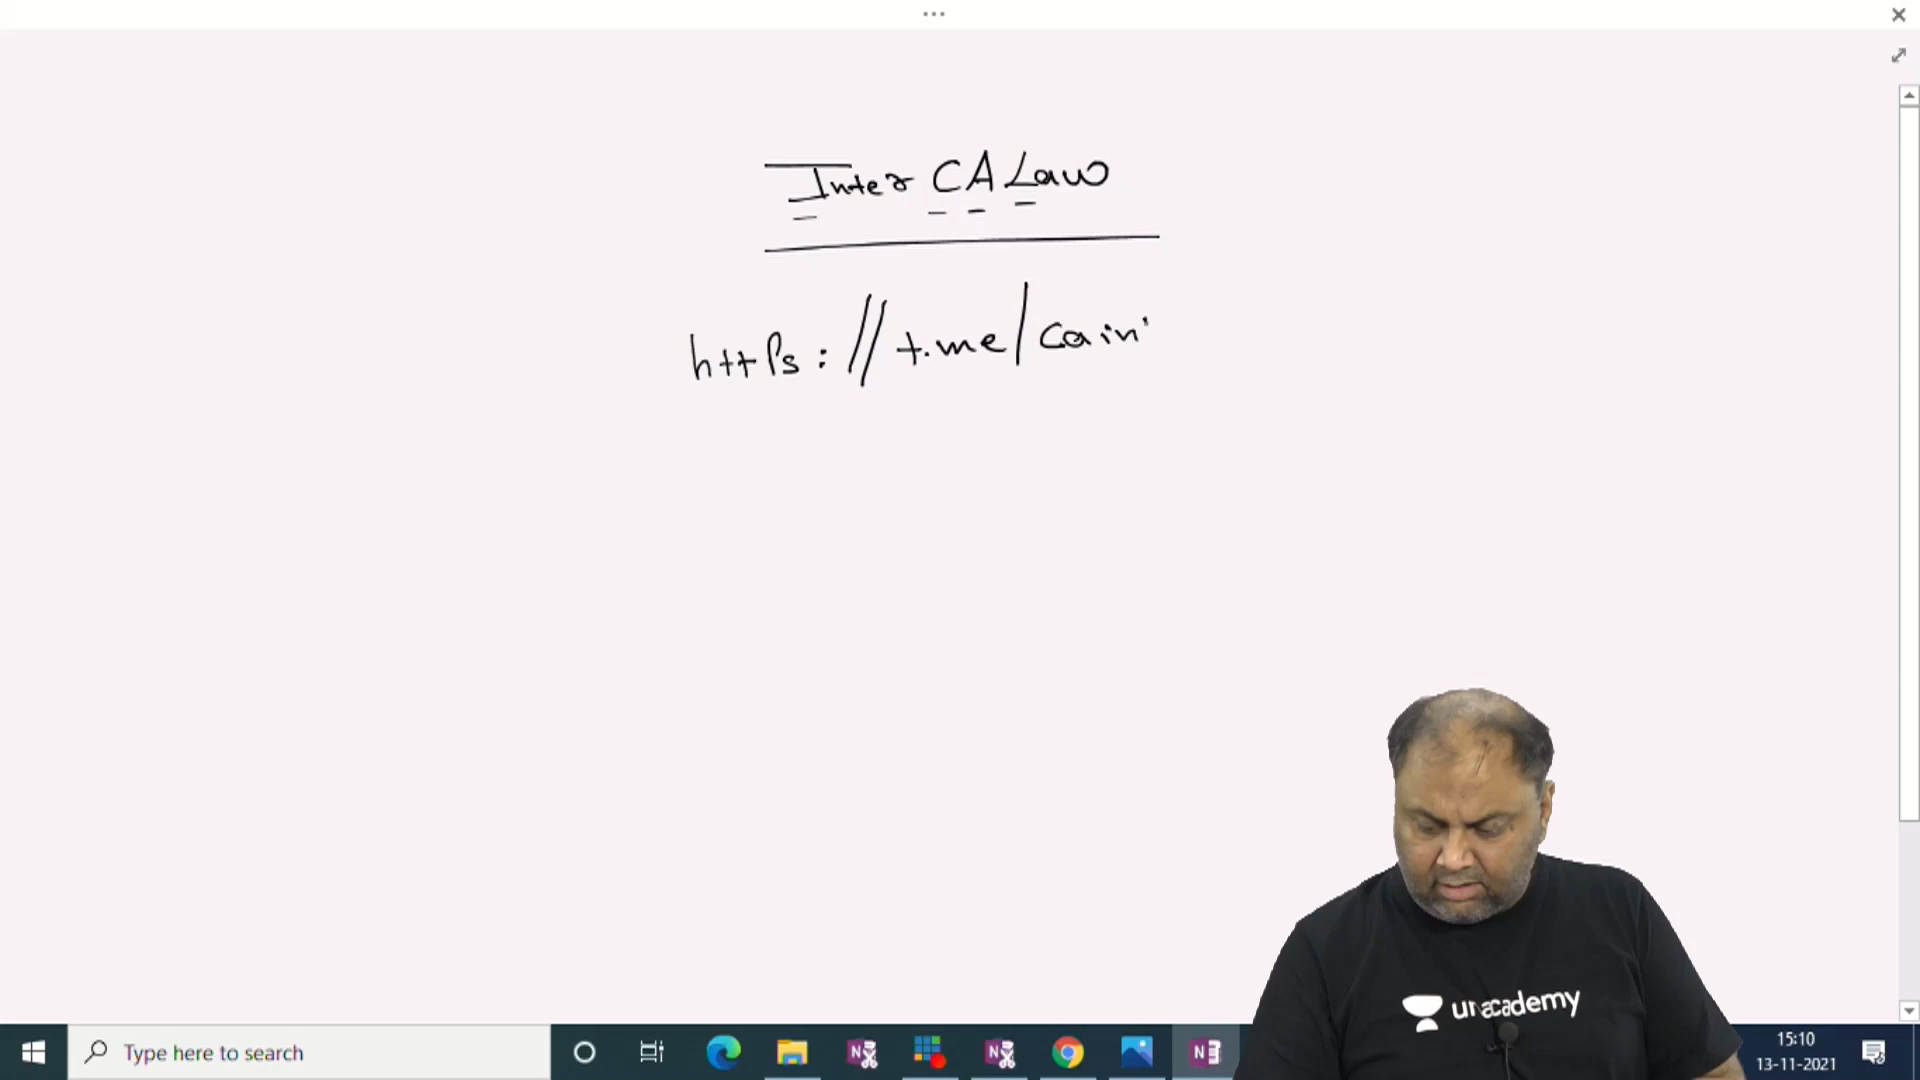 Inter CA Law
https://t.me/cain
unacademy
Type here to search
15:10
13-11-2021